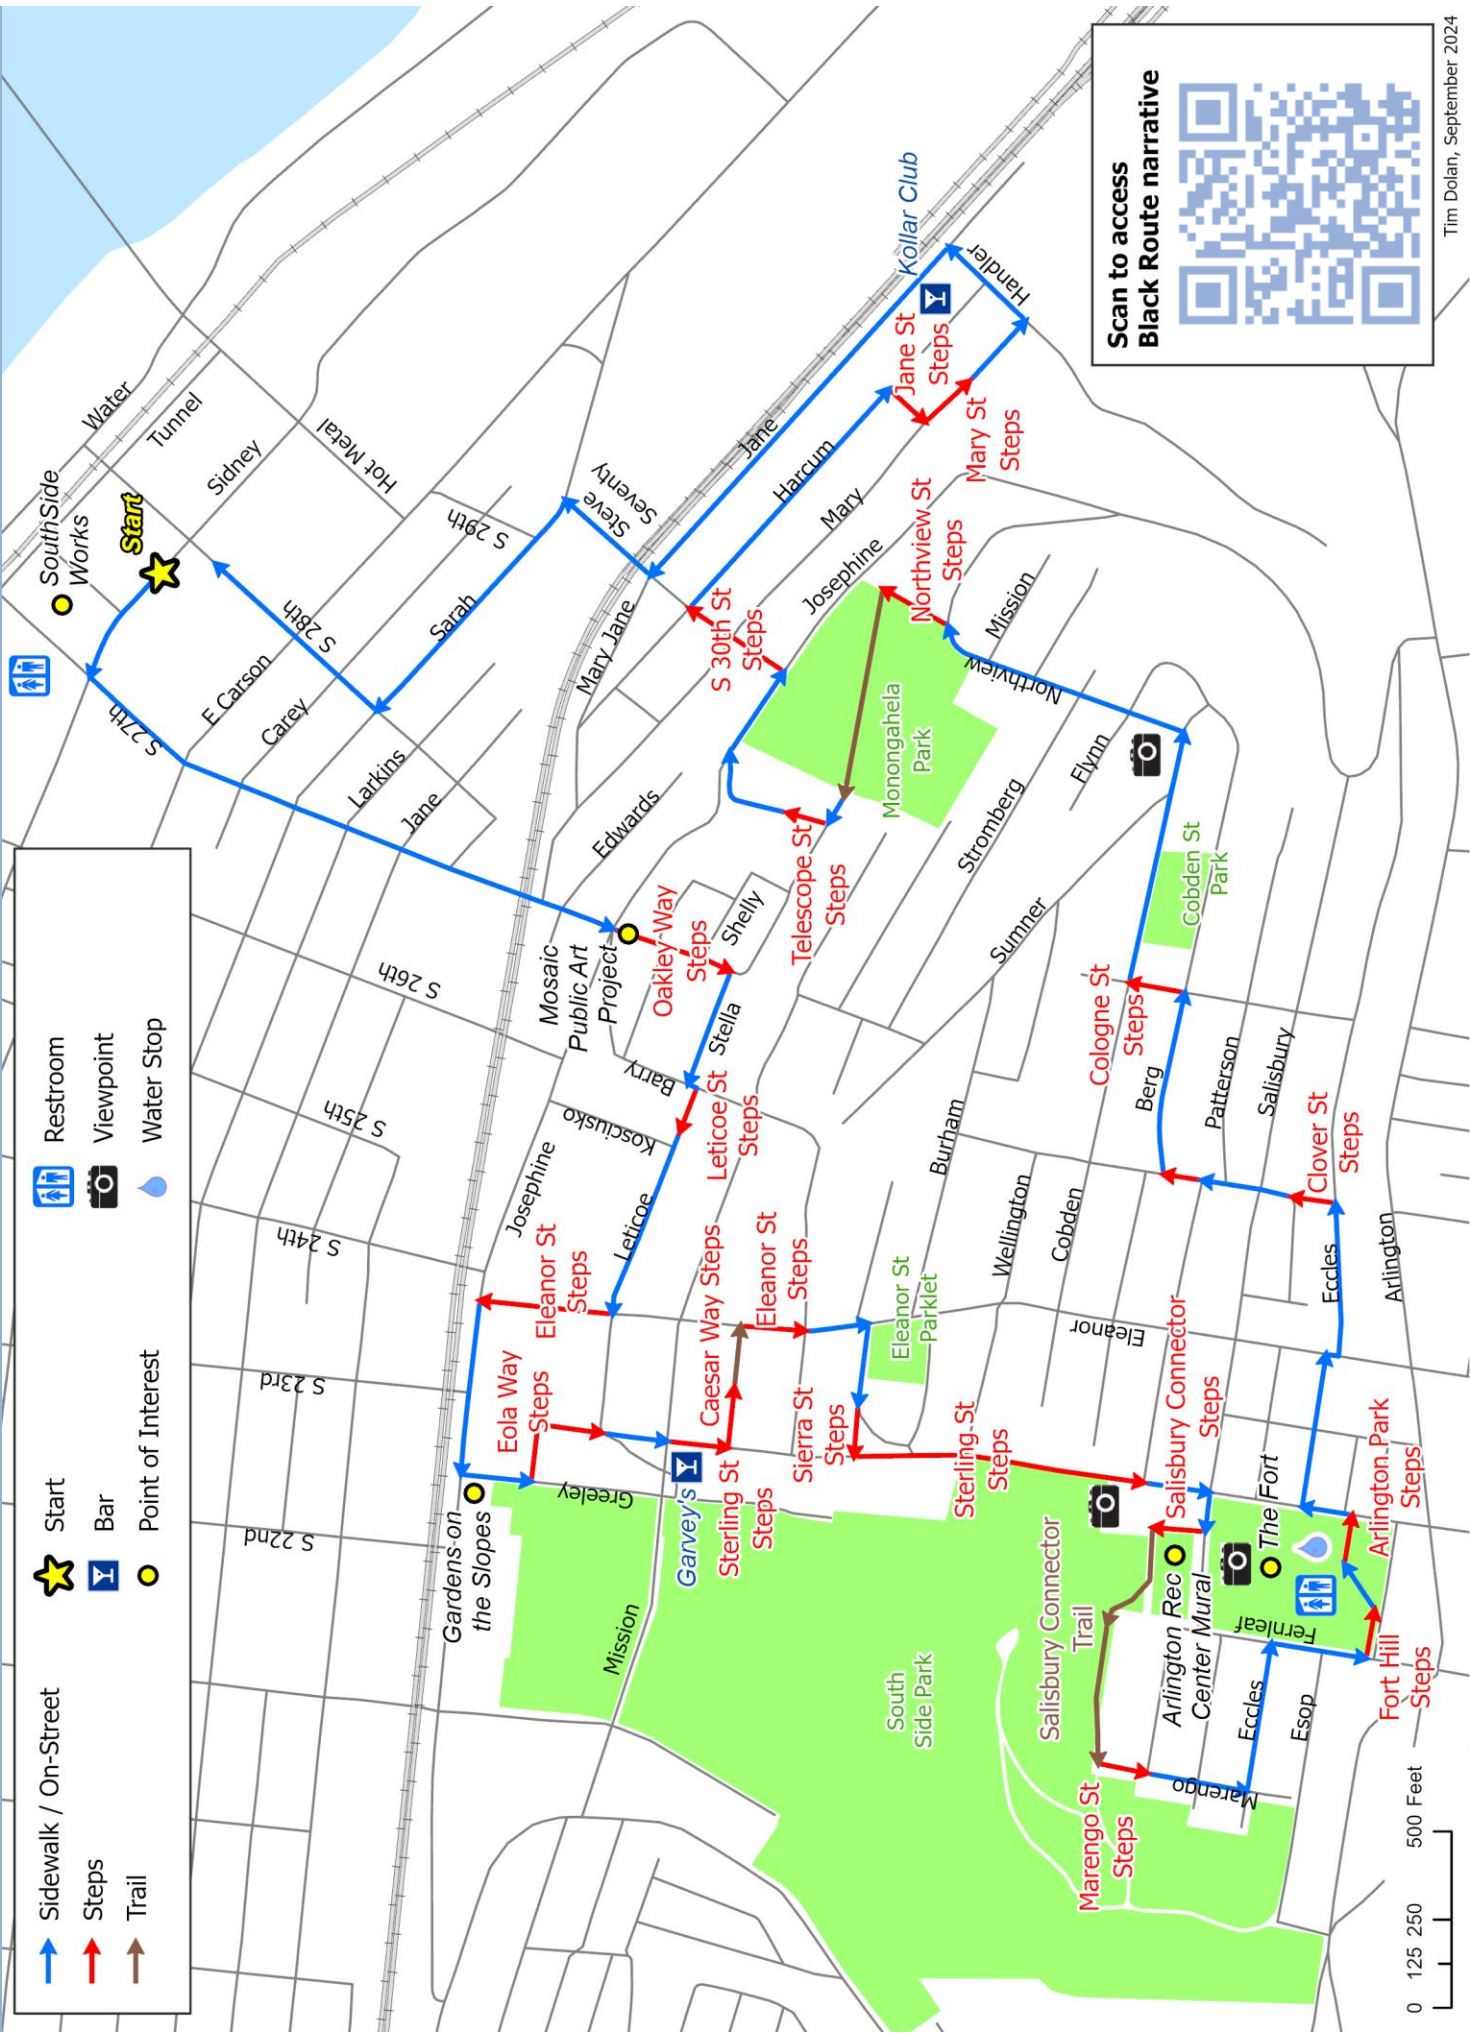 Start
Bar
Point of Interest
Restroom
Viewpoint
Water Stop
Sidewalk / On-Street
Steps
Trail
SouthSide
Works
Start
Water
Tunnel
Sidney
Hot Metal
S 29th
S 28th
Sarah
S 27th
E Carson
Carey
Larkins
Jane
S 26th
S 25th
S 24th
S 23rd
S 22nd
Steve
Seventy
Jane
Kollar Club
Handler
Harcum
Jane St
Steps
Mary St
Steps
Mary
Mary Jane
S 30th St
Steps
Josephine
Northview St
Steps
Mission
Northview
Monongahela
Park
Edwards
Mosaic
Public Art
Project
Oakley Way
Steps
Shelly
Telescope St
Steps
Stromberg
Flynn
Sumner
Cobden St
Park
Stella
Barry
Leticoe St
Steps
Kosciusko
Josephine
Leticoe
Eleanor St
Steps
Caesar Way Steps
Eleanor St
Steps
Eleanor St
Parklet
Burham
Wellington
Cobden
Cologne St
Steps
Berg
Patterson
Salisbury
Clover St
Steps
Eccles
Arlington
Eleanor
Eola Way
Steps
Greeley
Gardens on
the Slopes
Garvey's
Sterling St
Steps
Sierra St
Steps
Sterling St
Steps
Salisbury Connector
Steps
Arlington Park
Steps
The Fort
Arlington Rec
Center Mural
Salisbury Connector
Trail
Fernleaf
Fort Hill
Steps
Eccles
Esop
Marengo
Marengo St
Steps
South
Side Park
Mission
0 125 250 500 Feet
Scan to access
Black Route narrative
Tim Dolan, September 2024